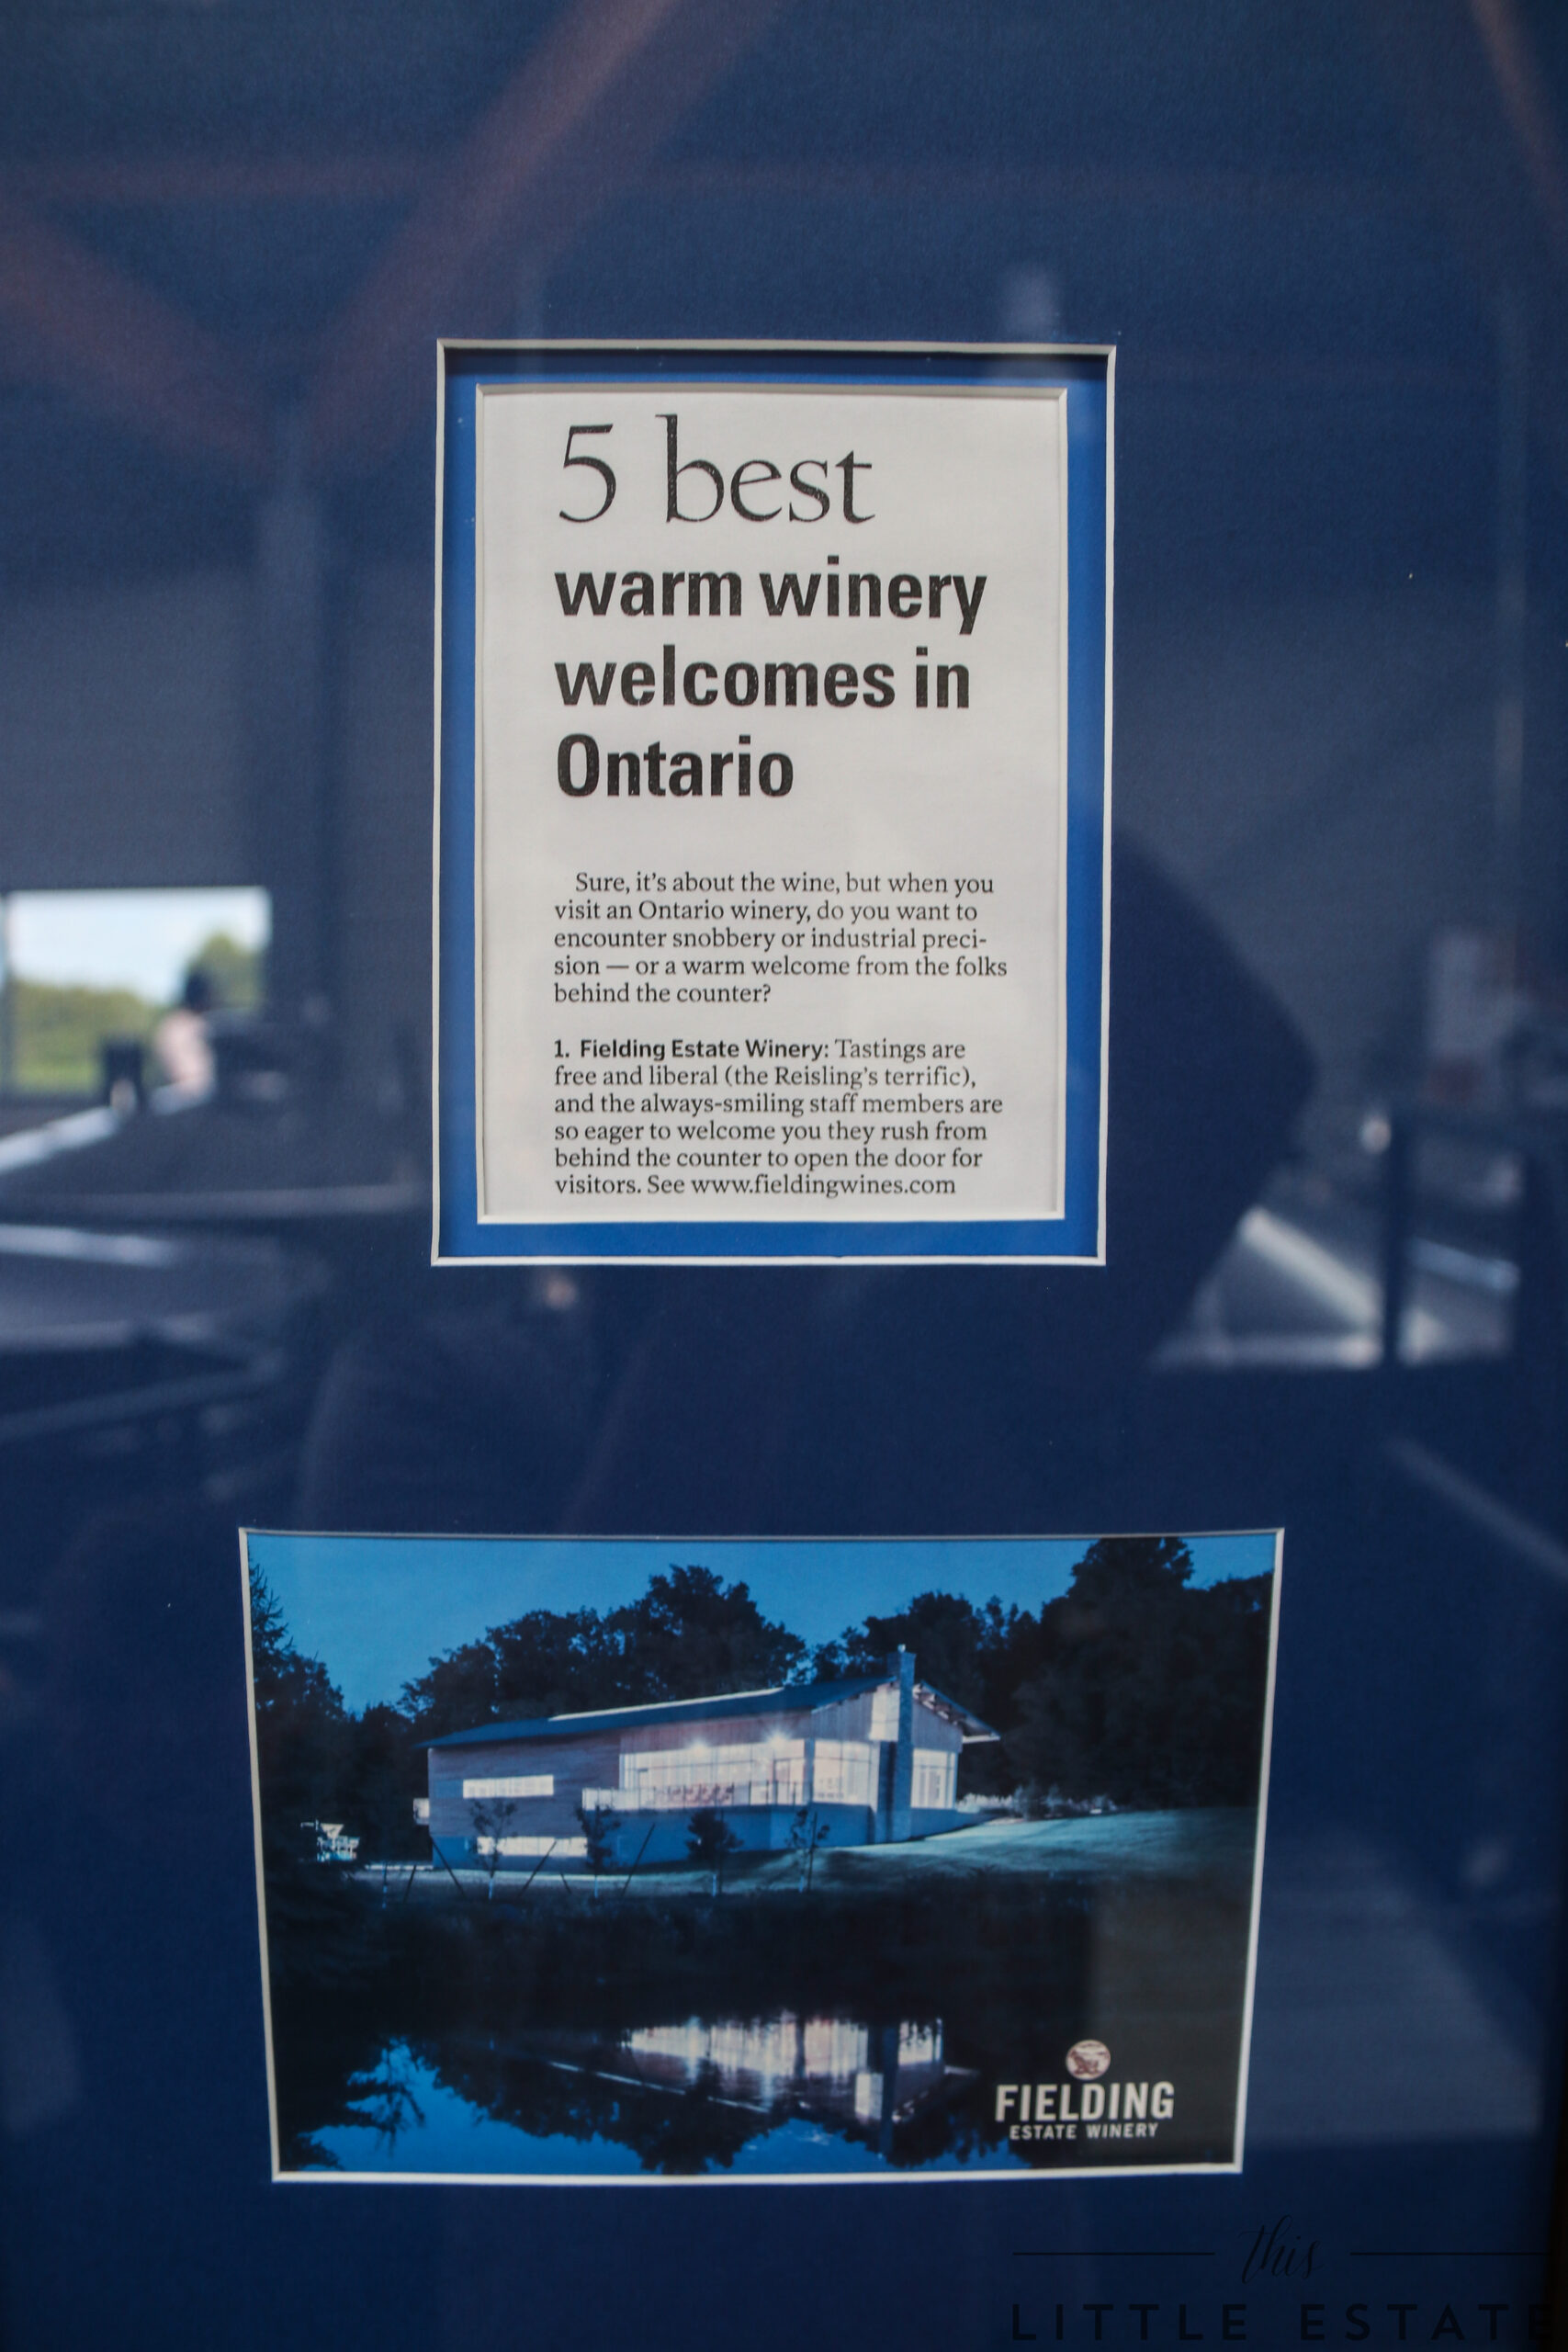 5 best
warm winery
welcomes in
Ontario
Sure, it's about the wine, but when you
visit an Ontario winery, do you want to
encounter snobbery or industrial preci-
sion — or a warm welcome from the folks
behind the counter?
1. Fielding Estate Winery: Tastings are
free and liberal (the Reisling's terrific),
and the always-smiling staff members are
so eager to welcome you they rush from
behind the counter to open the door for
visitors. See www.fieldingwines.com
FIELDING
ESTATE WINERY
this
LITTLE ESTATE